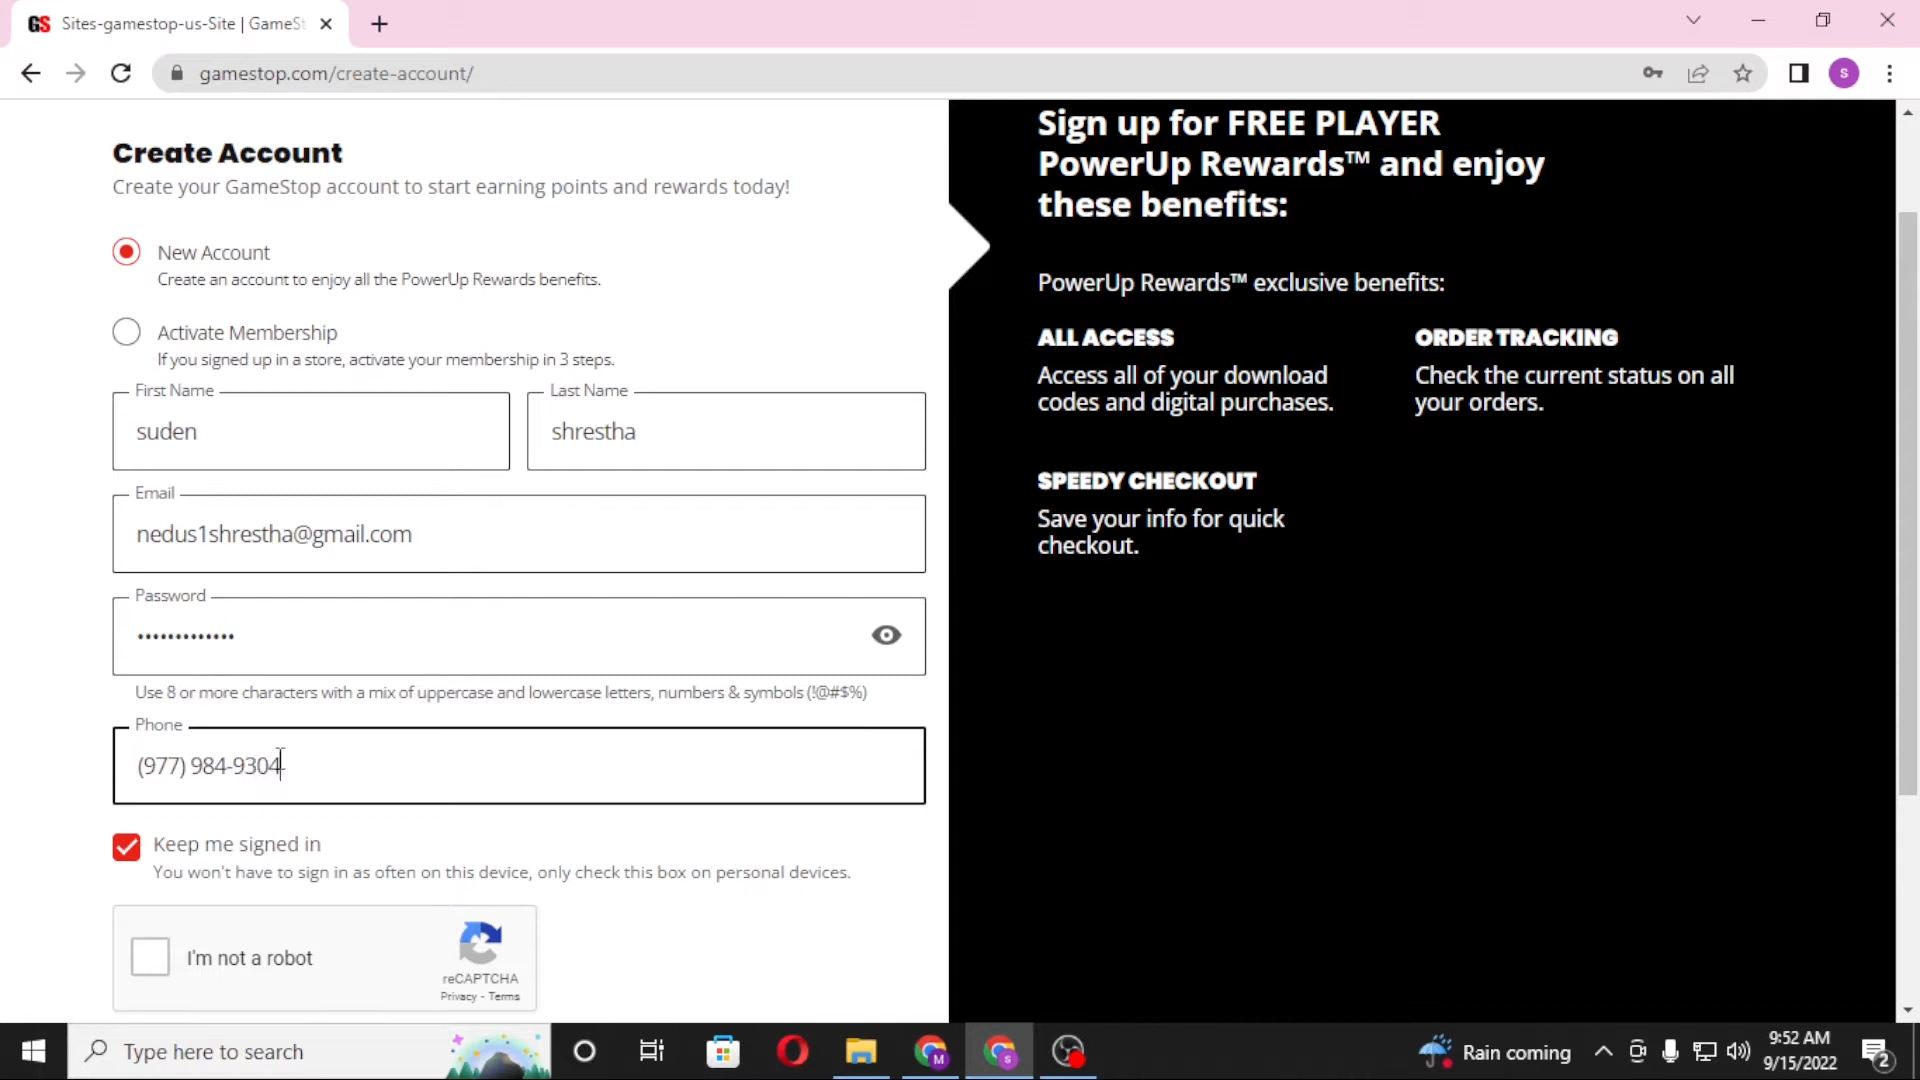 GS Sites-gamestop-us-Site | GameSt
gamestop.com/create-account/
S
Create Account
Create your GameStop account to start earning points and rewards today!
New Account
Create an account to enjoy all the PowerUp Rewards benefits.
Activate Membership
If you signed up in a store, activate your membership in 3 steps.
First Name
suden
Last Name
shrestha
Email
nedus1shrestha@gmail.com
Password
•••••••••••••
Use 8 or more characters with a mix of uppercase and lowercase letters, numbers & symbols (!@#$%)
Phone
(977) 984-9304
Keep me signed in
You won't have to sign in as often on this device, only check this box on personal devices.
I'm not a robot
reCAPTCHA
Privacy - Terms
Sign up for FREE PLAYER
PowerUp Rewards™ and enjoy
these benefits:
PowerUp Rewards™ exclusive benefits:
ALL ACCESS
Access all of your download
codes and digital purchases.
ORDER TRACKING
Check the current status on all
your orders.
SPEEDY CHECKOUT
Save your info for quick
checkout.
Type here to search
M
S
Rain coming
9:52 AM
9/15/2022
2